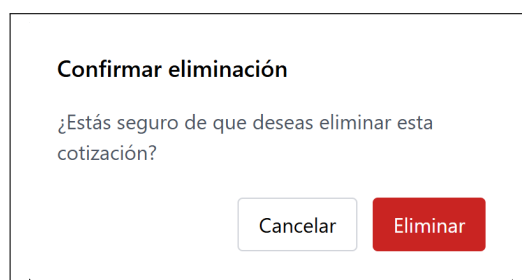 Confirmar eliminación
¿Estás seguro de que deseas eliminar esta
cotización?
Cancelar
Eliminar